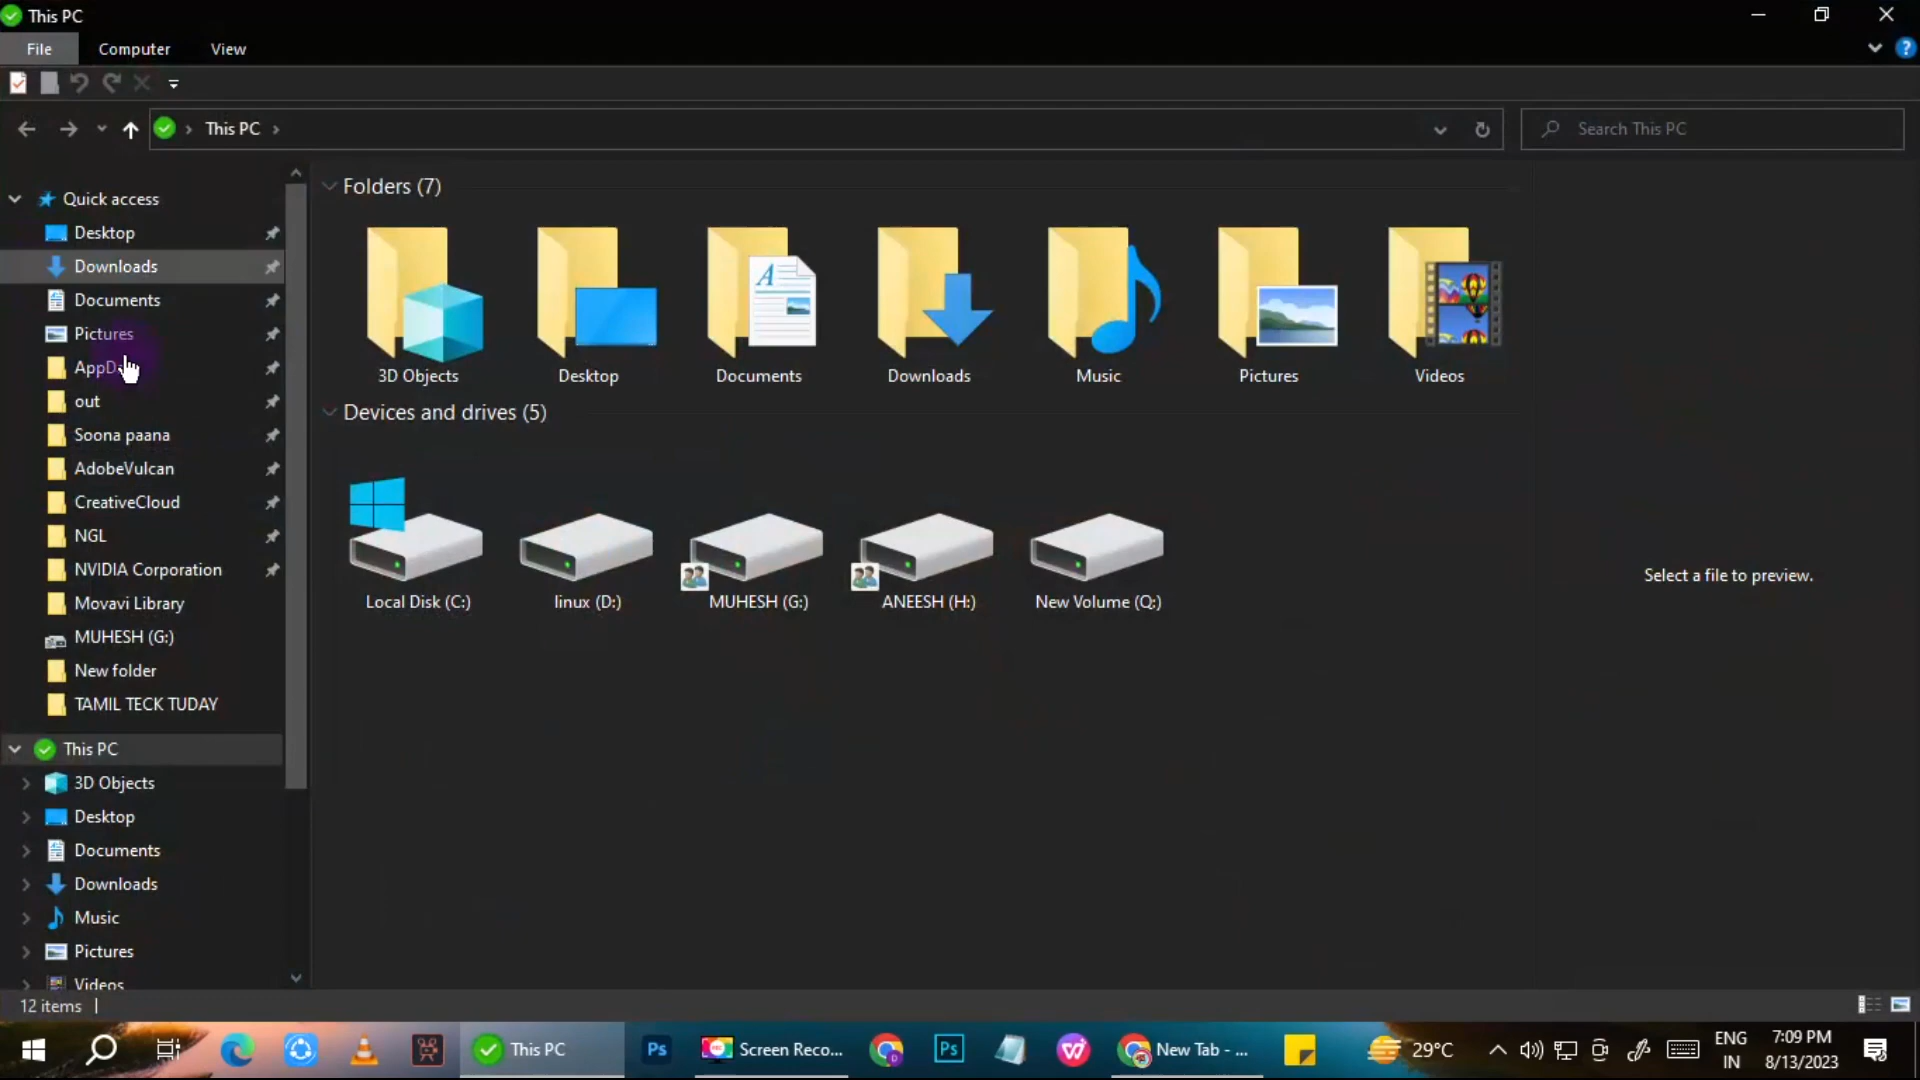 This PC
File Computer View
This PC
Search This PC
Quick access
Desktop
Downloads
Documents
Pictures
out
Soona paana
AdobeVulcan
CreativeCloud
NGL
NVIDIA Corporation
Movavi Library
MUHESH (G:)
New folder
TAMIL TECK TUDAY
This PC
3D Objects
Desktop
Documents
Downloads
Music
Pictures
Videos
Folders (7)
3D Objects Desktop Documents Downloads Music Pictures Videos
Devices and drives (5)
Local Disk (C:) linux (D:) MUHESH (G:) ANEESH (H:) New Volume (Q:)
Select a file to preview.
12 items
This PC Ps Screen Reco... Ps New Tab - ... 29°C
ENG
IN
7:09 PM
8/13/2023